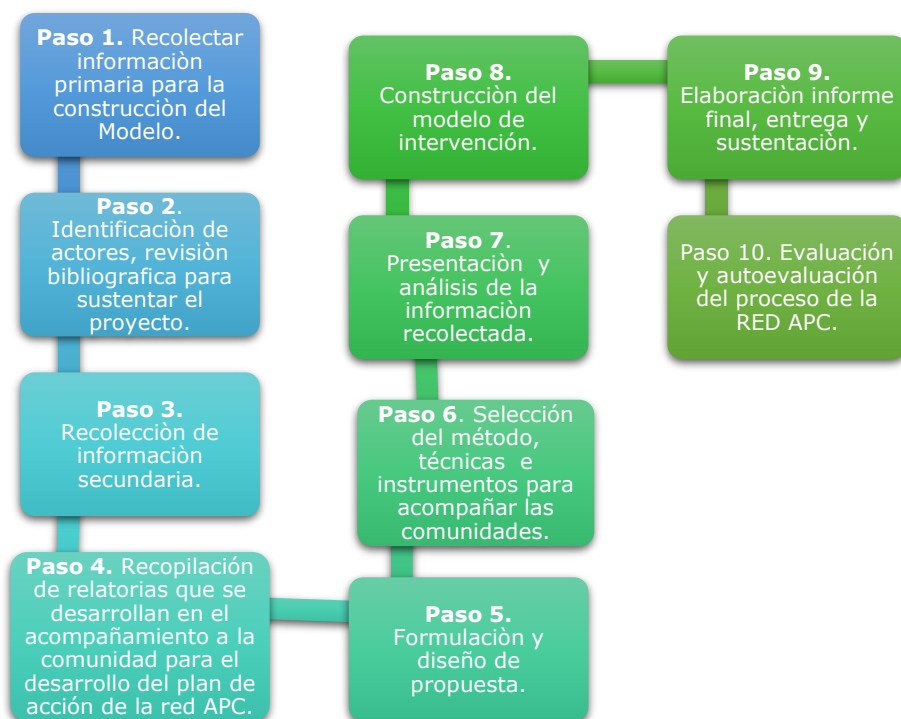 Paso 1. Recolectar
informaciòn
primaria para la
construcciòn del
Modelo.
Paso 2.
Identificaciòn de
actores, revisiòn
bibliografica para
sustentar el
proyecto.
Paso 3.
Recolecciòn de
informaciòn
secundaria.
Paso 4. Recopilación
de relatorias que se
desarrollan en el
acompañamiento a la
comunidad para el
desarrollo del plan de
acción de la red APC.
Paso 5.
Formulaciòn y
diseño de
propuesta.
Paso 6. Selección
del método,
técnicas e
instrumentos para
acompañar las
comunidades.
Paso 7.
Presentaciòn y
análisis de la
informaciòn
recolectada.
Paso 8.
Construcciòn del
modelo de
intervención.
Paso 9.
Elaboraciòn informe
final, entrega y
sustentaciòn.
Paso 10. Evaluación
y autoevaluación
del proceso de la
RED APC.